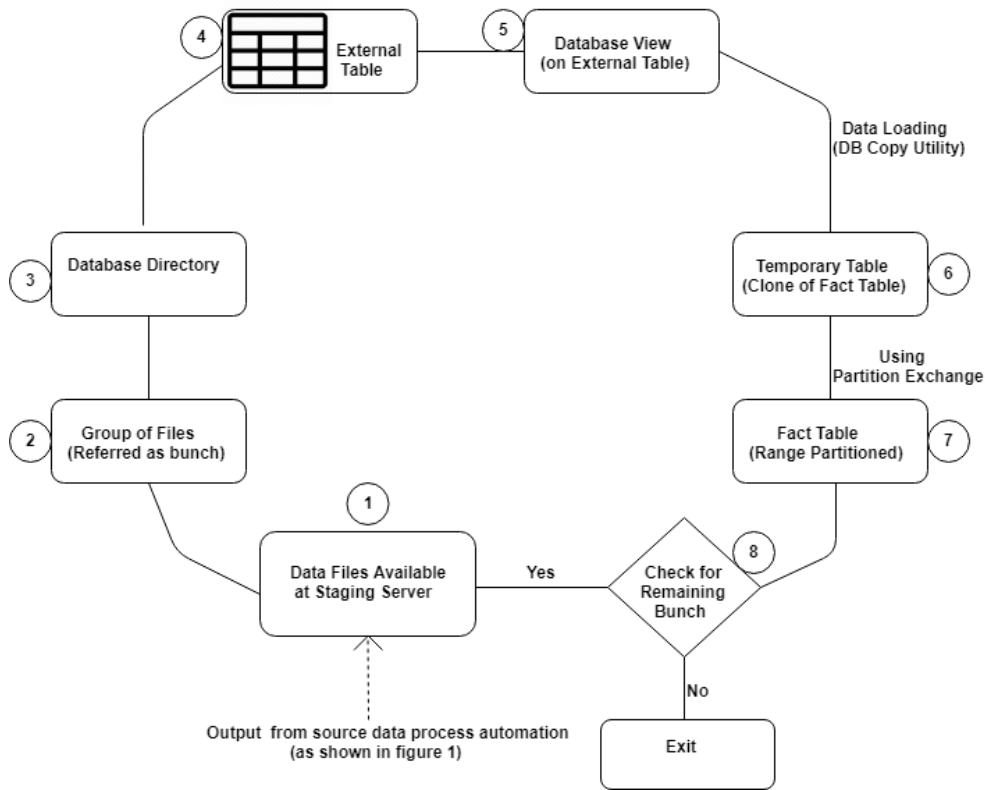 4
External
Table
5
Database View
(on External Table)
Data Loading
(DB Copy Utility)
3
Database Directory
Temporary Table
(Clone of Fact Table)
6
Using
Partition Exchange
2
Group of Files
(Referred as bunch)
Fact Table
(Range Partitioned)
7
1
Data Files Available
at Staging Server
Yes
8
Check for
Remaining
Bunch
No
Output from source data process automation
(as shown in figure 1)
Exit